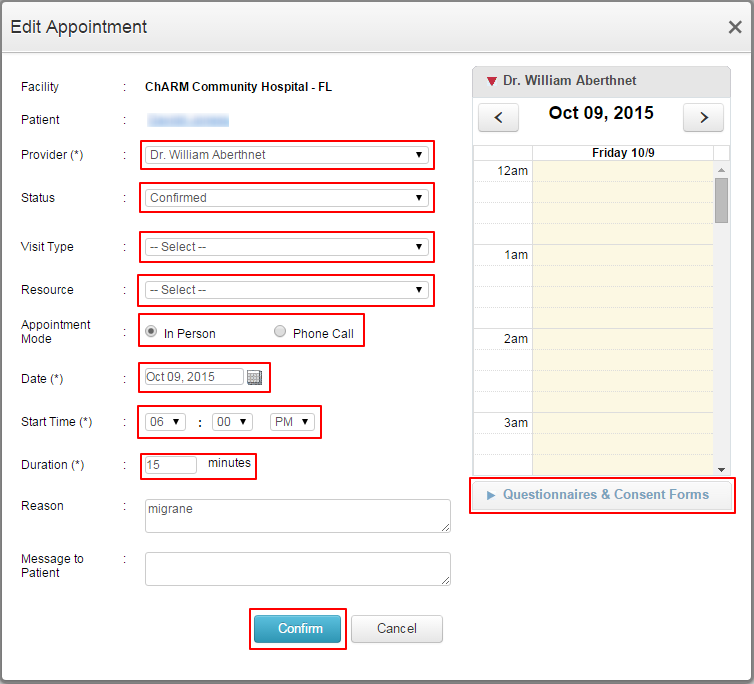 Edit Appointment
Facility : ChARM Community Hospital - FL
Patient :
Provider (*) : Dr. William Aberthnet
Status : Confirmed
Visit Type : -- Select --
Resource : -- Select --
Appointment Mode : In Person Phone Call
Date (*) : Oct 09, 2015
Start Time (*) : 06 : 00 PM
Duration (*) : 15 minutes
Reason : migrane
Message to Patient :
Confirm Cancel
Dr. William Aberthnet
Oct 09, 2015
Friday 10/9
12am
1am
2am
3am
Questionnaires & Consent Forms